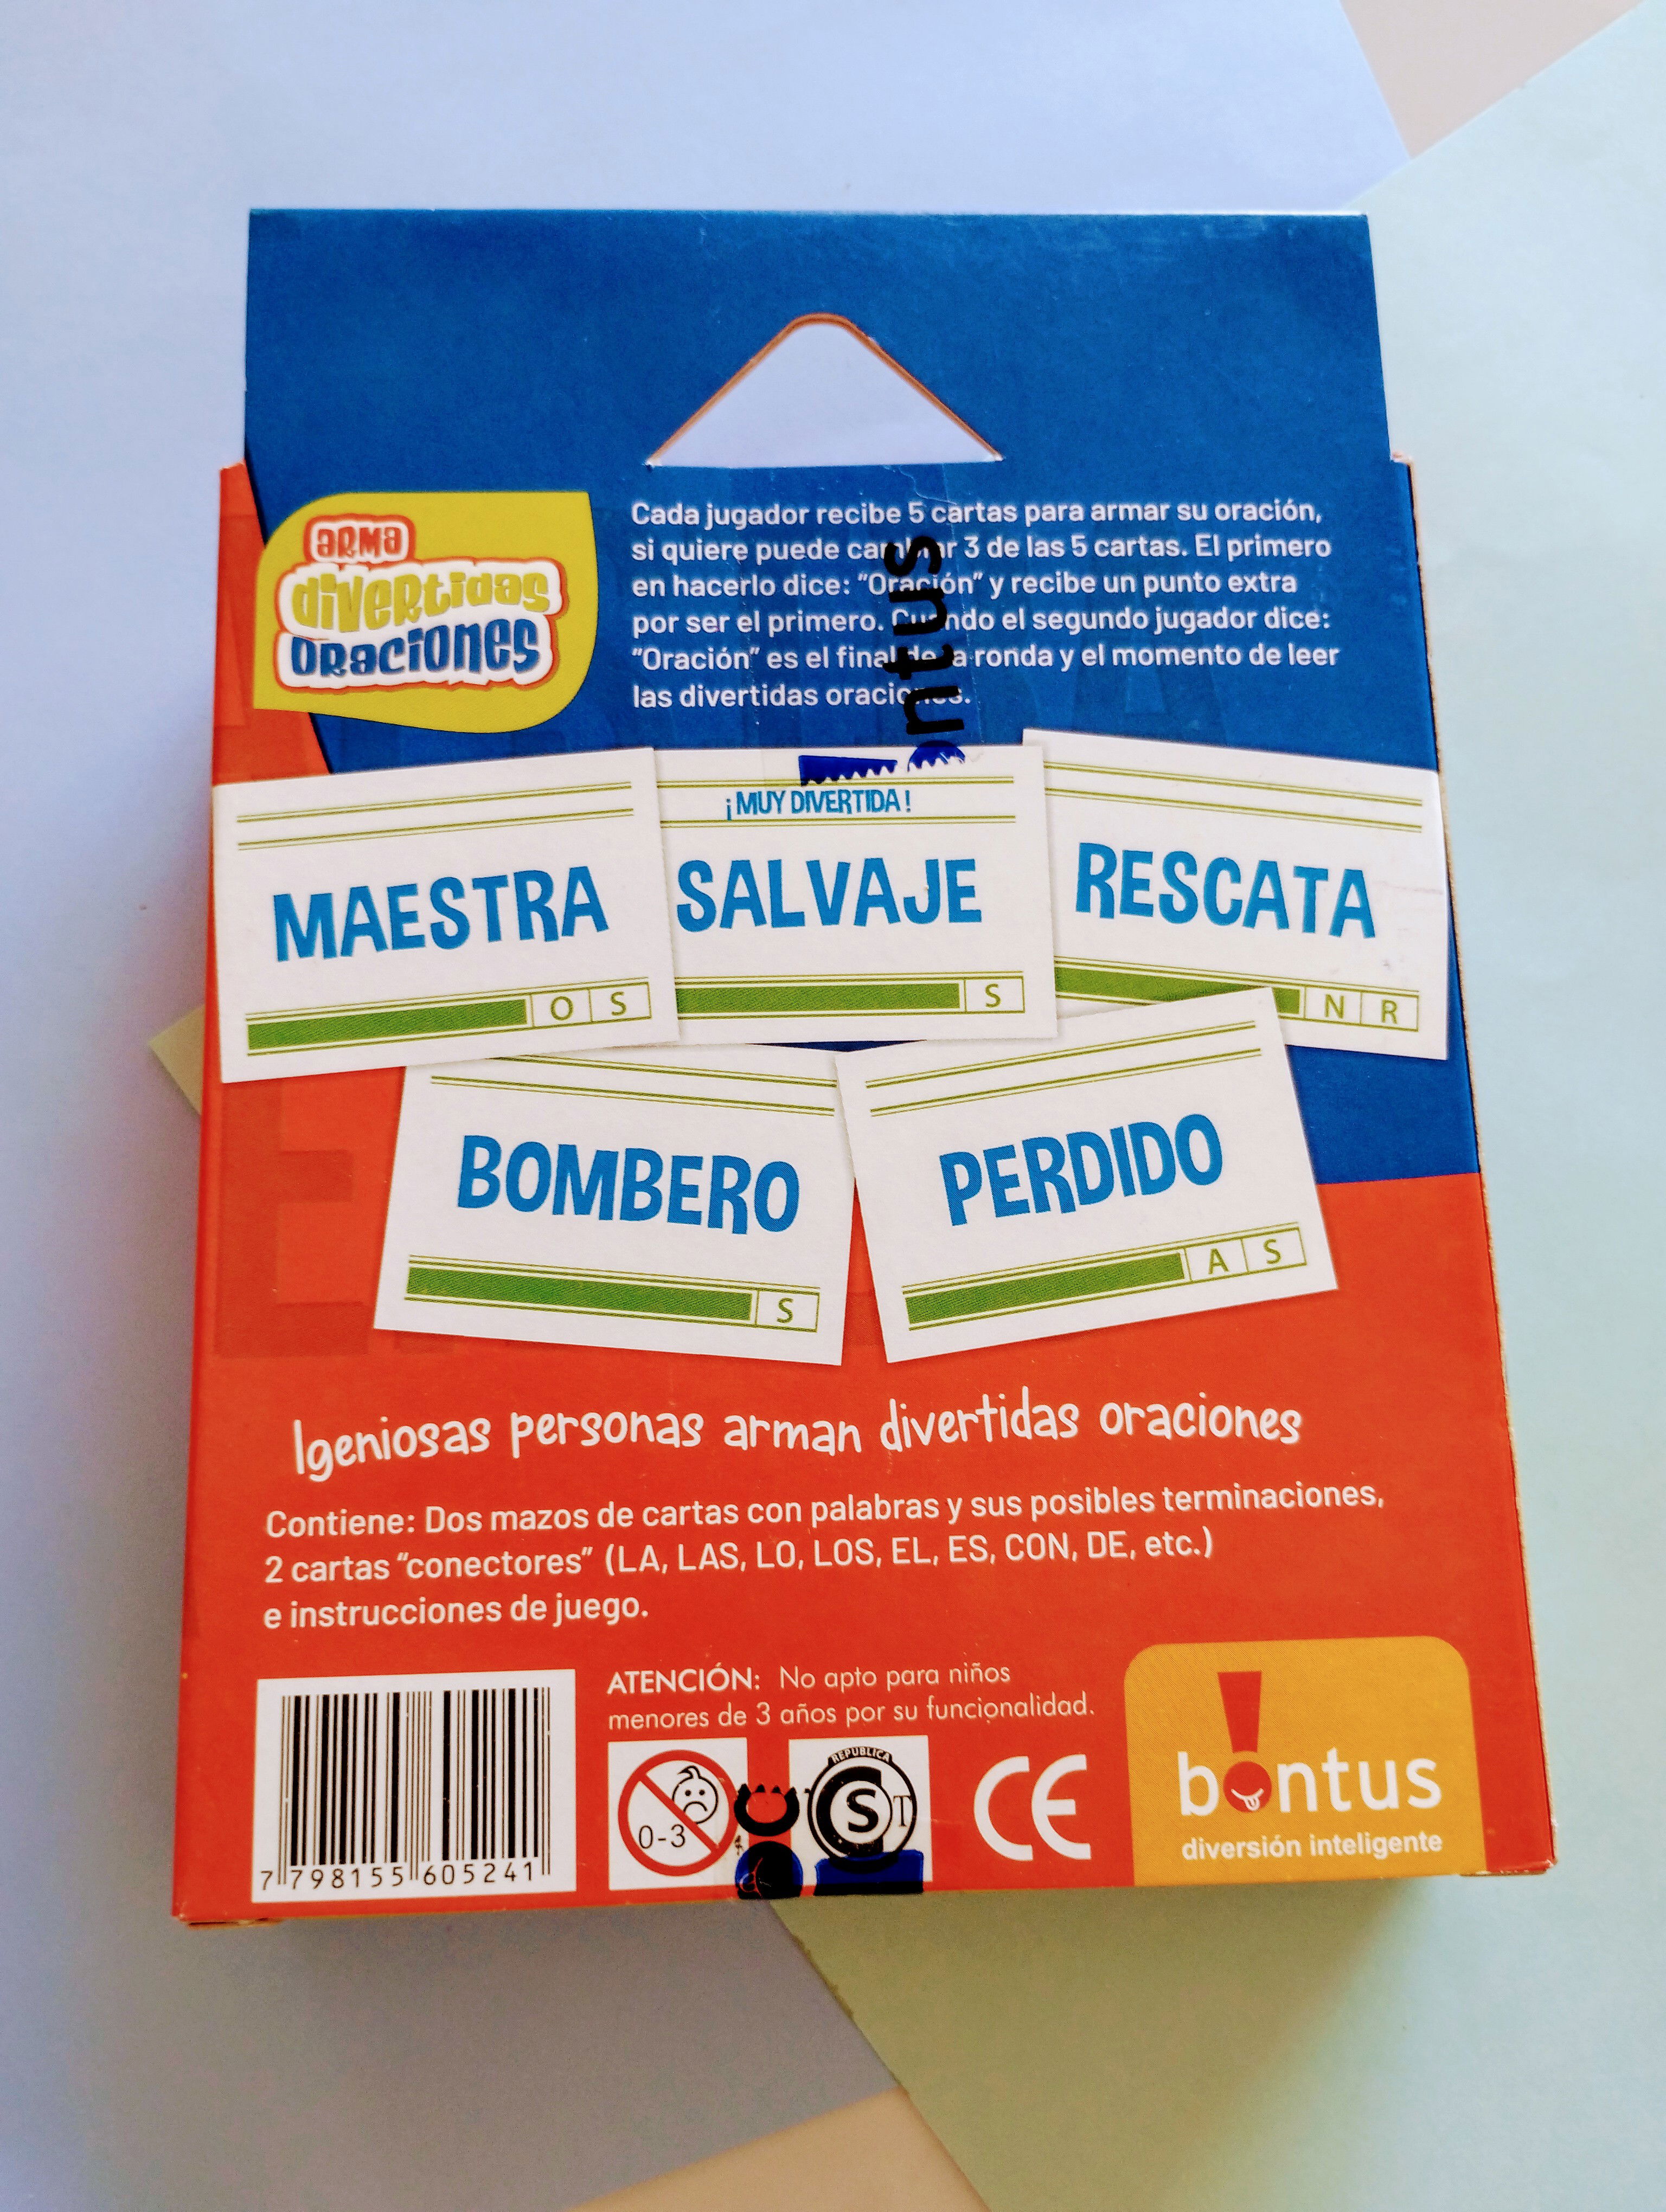 ARMA
DIVERTIDAS
ORACIONES
Cada jugador recibe 5 cartas para armar su oración,
si quiere puede cambiar 3 de las 5 cartas. El primero
en hacerlo dice: “Oración” y recibe un punto extra
por ser el primero. Cuando el segundo jugador dice:
“Oración” es el final de la ronda y el momento de leer
las divertidas oraciones.
ntus
MAESTRA
O S
¡MUY DIVERTIDA!
SALVAJE
S
RESCATA
N R
BOMBERO
S
PERDIDO
A S
Igeniosas personas arman divertidas oraciones
Contiene: Dos mazos de cartas con palabras y sus posibles terminaciones,
2 cartas “conectores” (LA, LAS, LO, LOS, EL, ES, CON, DE, etc.)
e instrucciones de juego.
7 798155 605241
ATENCIÓN: No apto para niños
menores de 3 años por su funcionalidad.
0-3
REPUBLICA
S T
CE
bontus
diversión inteligente